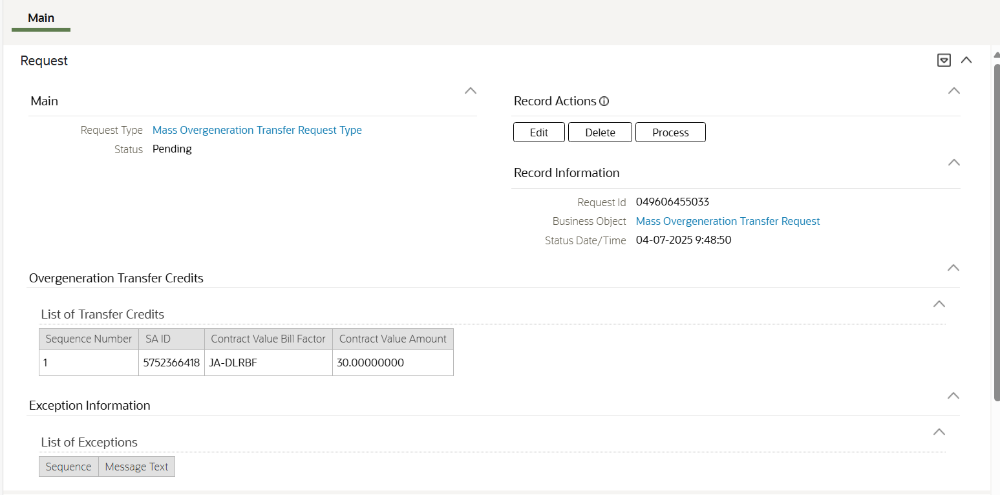 Main
Request
Main
Request Type Mass Overgeneration Transfer Request Type
Status Pending
Record Actions
Edit Delete Process
Record Information
Request Id 049606455033
Business Object Mass Overgeneration Transfer Request
Status Date/Time 04-07-2025 9:48:50
Overgeneration Transfer Credits
List of Transfer Credits
Sequence Number SA ID Contract Value Bill Factor Contract Value Amount
1 5752366418 JA-DLRBF 30.00000000
Exception Information
List of Exceptions
Sequence Message Text